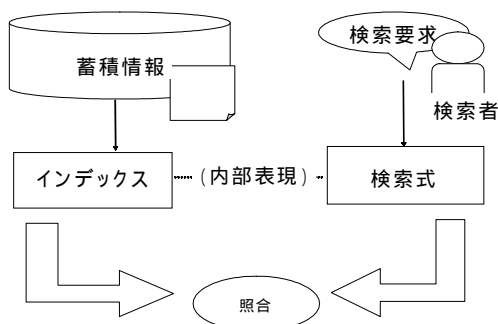 検索要求
蓄積情報
検索者
インデックス
(内部表現)
検索式
照合